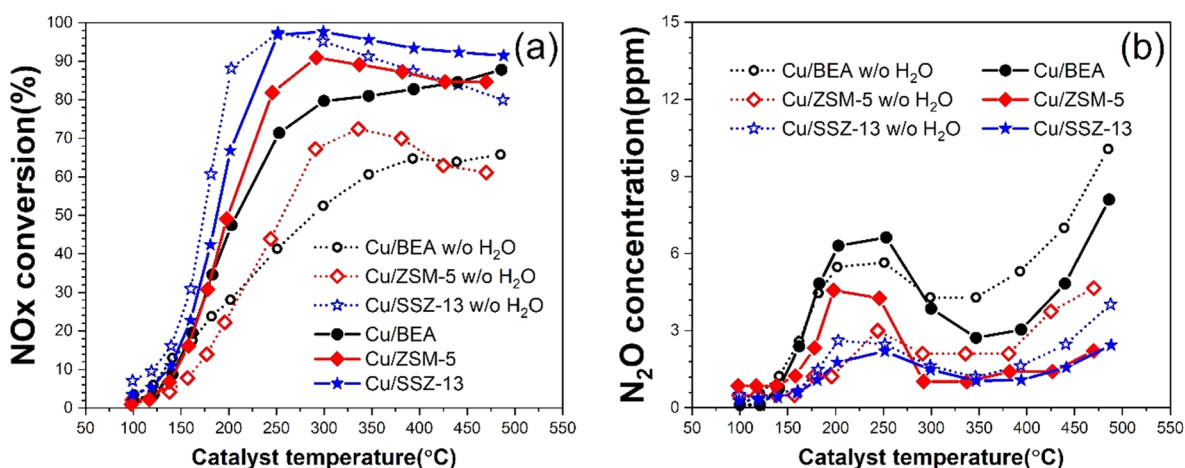 (a)
NOx conversion(%)
100
90
80
70
60
50
40
30
20
10
0
Cu/BEA w/o H₂O
Cu/ZSM-5 w/o H₂O
Cu/SSZ-13 w/o H₂O
Cu/BEA
Cu/ZSM-5
Cu/SSZ-13
50 100 150 200 250 300 350 400 450 500 550
Catalyst temperature(°C)
(b)
N₂O concentration(ppm)
15
12
9
6
3
0
Cu/BEA w/o H₂O Cu/BEA
Cu/ZSM-5 w/o H₂O Cu/ZSM-5
Cu/SSZ-13 w/o H₂O Cu/SSZ-13
50 100 150 200 250 300 350 400 450 500 550
Catalyst temperature(°C)